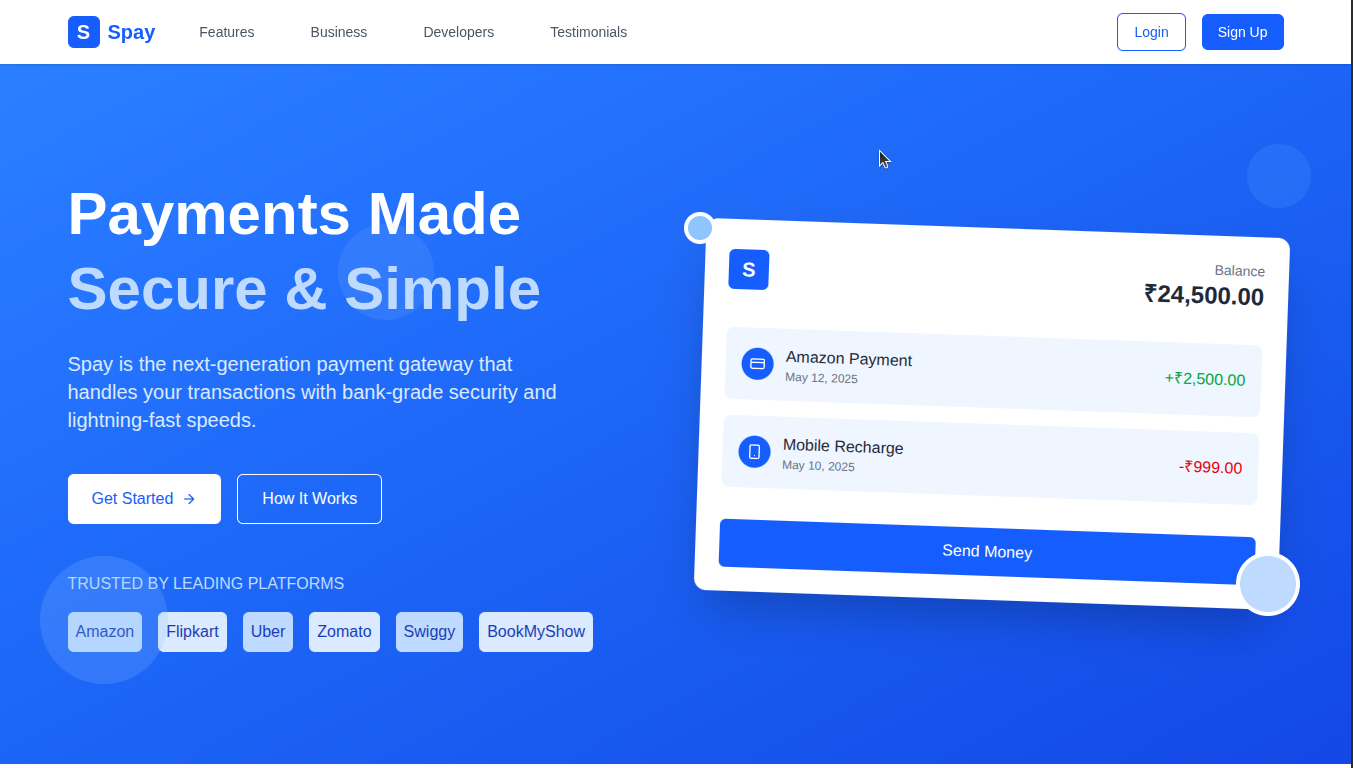 S Spay Features Business Developers Testimonials Login Sign Up
Payments Made
Secure & Simple
Spay is the next-generation payment gateway that
handles your transactions with bank-grade security and
lightning-fast speeds.
Get Started How It Works
TRUSTED BY LEADING PLATFORMS
Amazon Flipkart Uber Zomato Swiggy BookMyShow
S
Balance
₹24,500.00
Amazon Payment
May 12, 2025
+₹2,500.00
Mobile Recharge
May 10, 2025
-₹999.00
Send Money